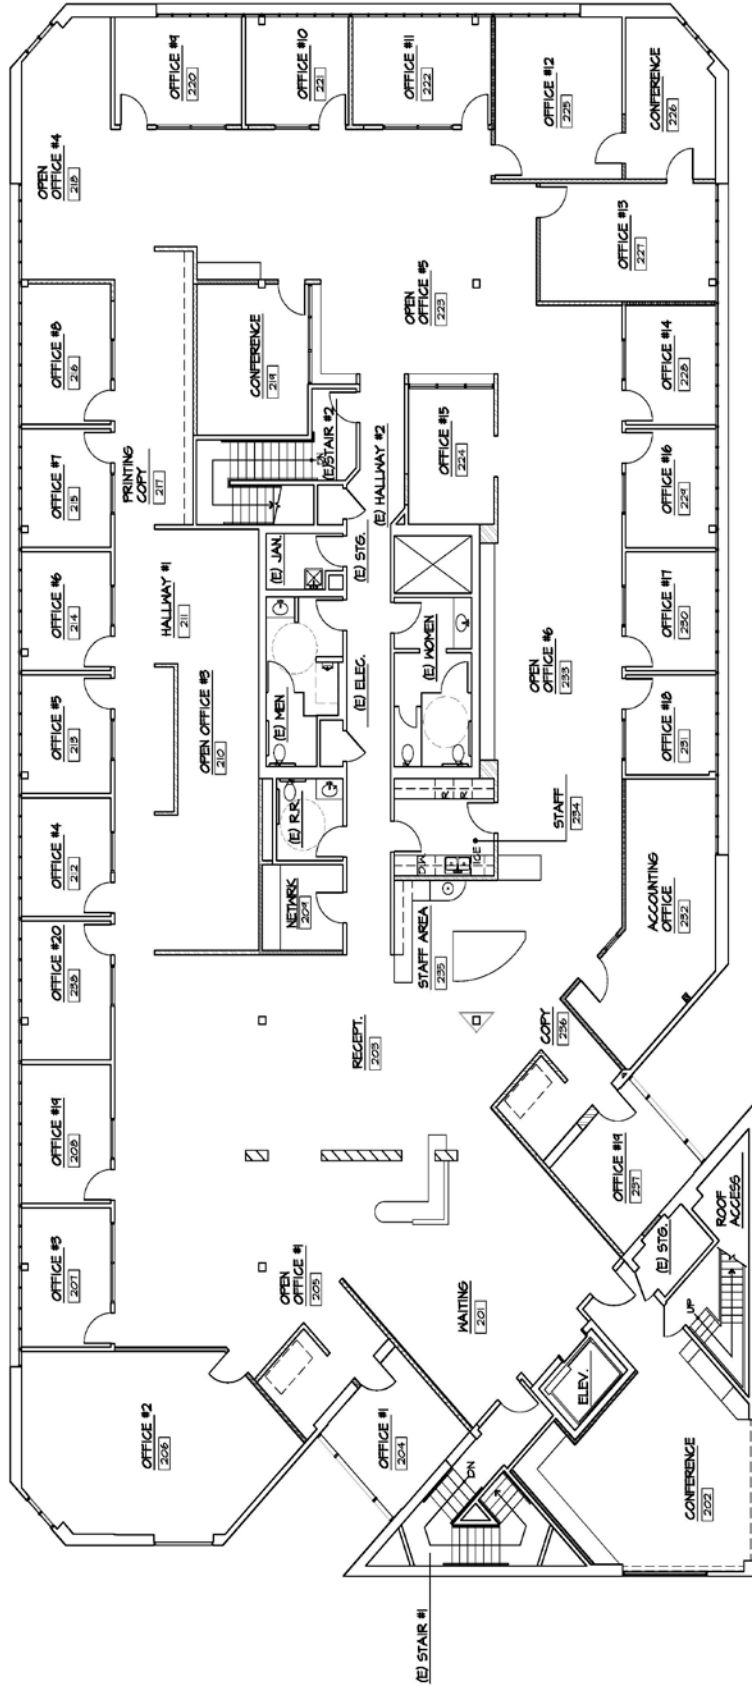 OFFICE #2
206
OFFICE #3
207
OFFICE #19
208
OFFICE #20
238
OFFICE #4
212
OFFICE #5
213
OFFICE #6
214
OFFICE #7
215
OFFICE #8
216
OPEN
OFFICE #4
218
OFFICE #9
220
OFFICE #10
221
OFFICE #11
222
OFFICE #12
225
CONFERENCE
226
PRINTING
COPY
217
HALLWAY #1
211
OPEN OFFICE #3
210
CONFERENCE
219
(E)STAIR #2
DN
(E) JAN.
(E) STG.
(E) HALLWAY #2
(E) MEN
(E) ELEC.
(E) R.R.
NETWRK
209
OPEN
OFFICE #5
223
OFFICE #15
224
(E) WOMEN
OFFICE #13
227
OFFICE #14
228
OFFICE #16
229
OFFICE #17
230
OFFICE #18
231
OPEN
OFFICE #6
233
STAFF
234
R
R
MG
ICE
STAFF AREA
235
ACCOUNTING
OFFICE
232
COPY
236
RECEPT.
203
OFFICE #19
237
OPEN
OFFICE #1
205
WAITING
201
OFFICE #1
204
(E) STG.
ROOF
ACCESS
UP
ELEV.
CONFERENCE
202
DN
(E) STAIR #1